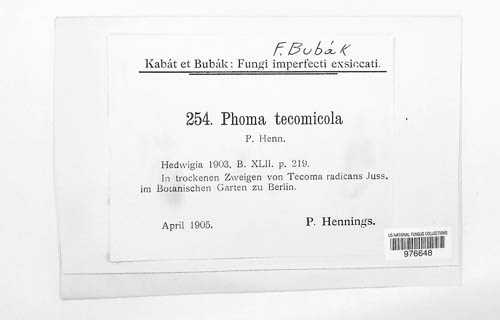 F. Bubák
Kabát et Bubák: Fungi imperfecti exsiccati.
254. Phoma tecomicola
P. Henn.
Hedwigia 1903. B. XLII. p. 219.
In trockenen Zweigen von Tecoma radicans Juss.
im Botanischen Garten zu Berlin.
April 1905.
P. Hennings.
US NATIONAL FUNGUS COLLECTIONS
976648